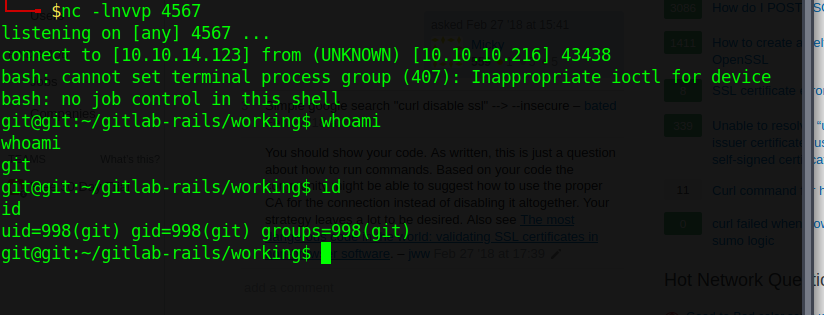 $nc -lnvvp 4567
listening on [any] 4567 ...
connect to [10.10.14.123] from (UNKNOWN) [10.10.10.216] 43438
bash: cannot set terminal process group (407): Inappropriate ioctl for device
bash: no job control in this shell
git@git:~/gitlab-rails/working$ whoami
whoami
git
git@git:~/gitlab-rails/working$ id
id
uid=998(git) gid=998(git) groups=998(git)
git@git:~/gitlab-rails/working$
asked Feb 27 '18 at 15:41
search "curl disable ssl" --> --insecure –
What's this?
You should show your code. As written, this is just a question
about how to run commands. Based on your code the
might be able to suggest how to use the proper
CA for the connection instead of disabling it altogether. Your
strategy leaves a lot to be desired. Also see The most
world: validating SSL certificates in
software. – jww Feb 27 '18 at 17:39
add a comment
How do I POST
How to create a
OpenSSL
SSL certificate
Unable to
issuer certificate
self-signed
11
Curl command
0
curl failed when
sumo logic
Hot Network